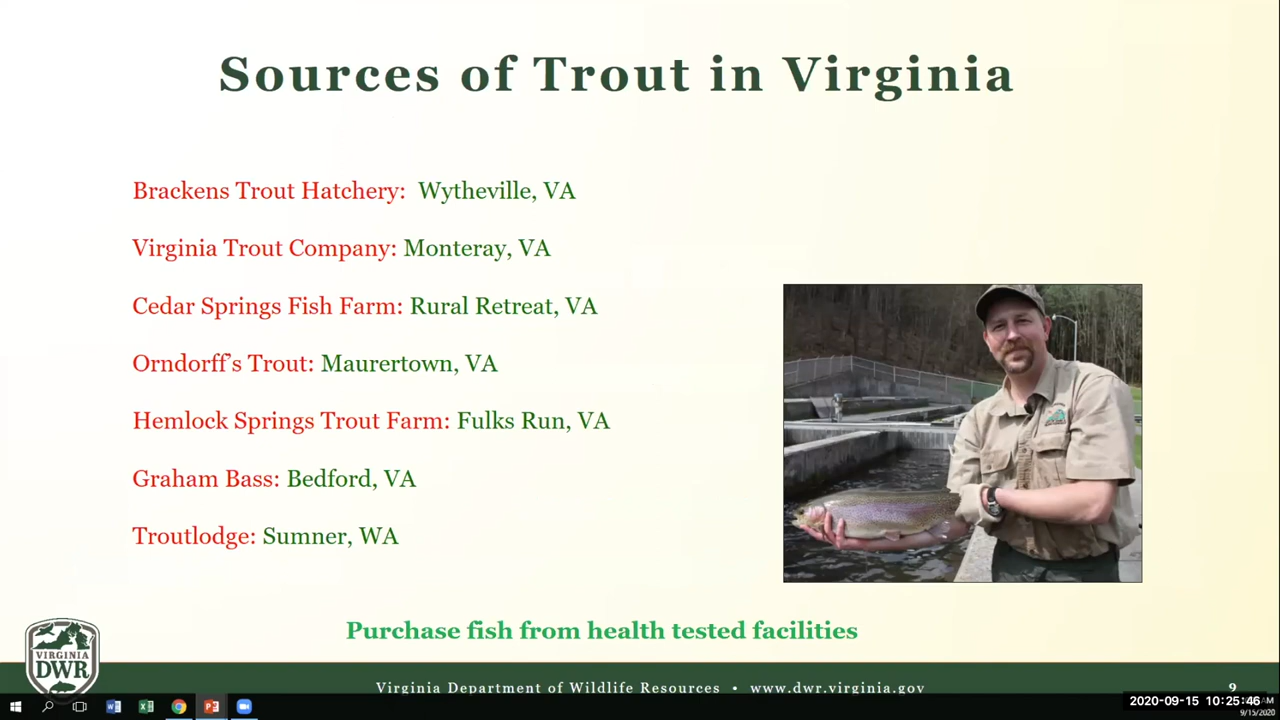 Sources of Trout in Virginia
Brackens Trout Hatchery: Wytheville, VA
Virginia Trout Company: Monteray, VA
Cedar Springs Fish Farm: Rural Retreat, VA
Orndorff's Trout: Maurertown, VA
Hemlock Springs Trout Farm: Fulks Run, VA
Graham Bass: Bedford, VA
Troutlodge: Sumner, WA
Purchase fish from health tested facilities
VIRGINIA
DWR
Virginia Department of Wildlife Resources • www.dwr.virginia.gov
9
2020-09-15 10:25:46
9/15/2020